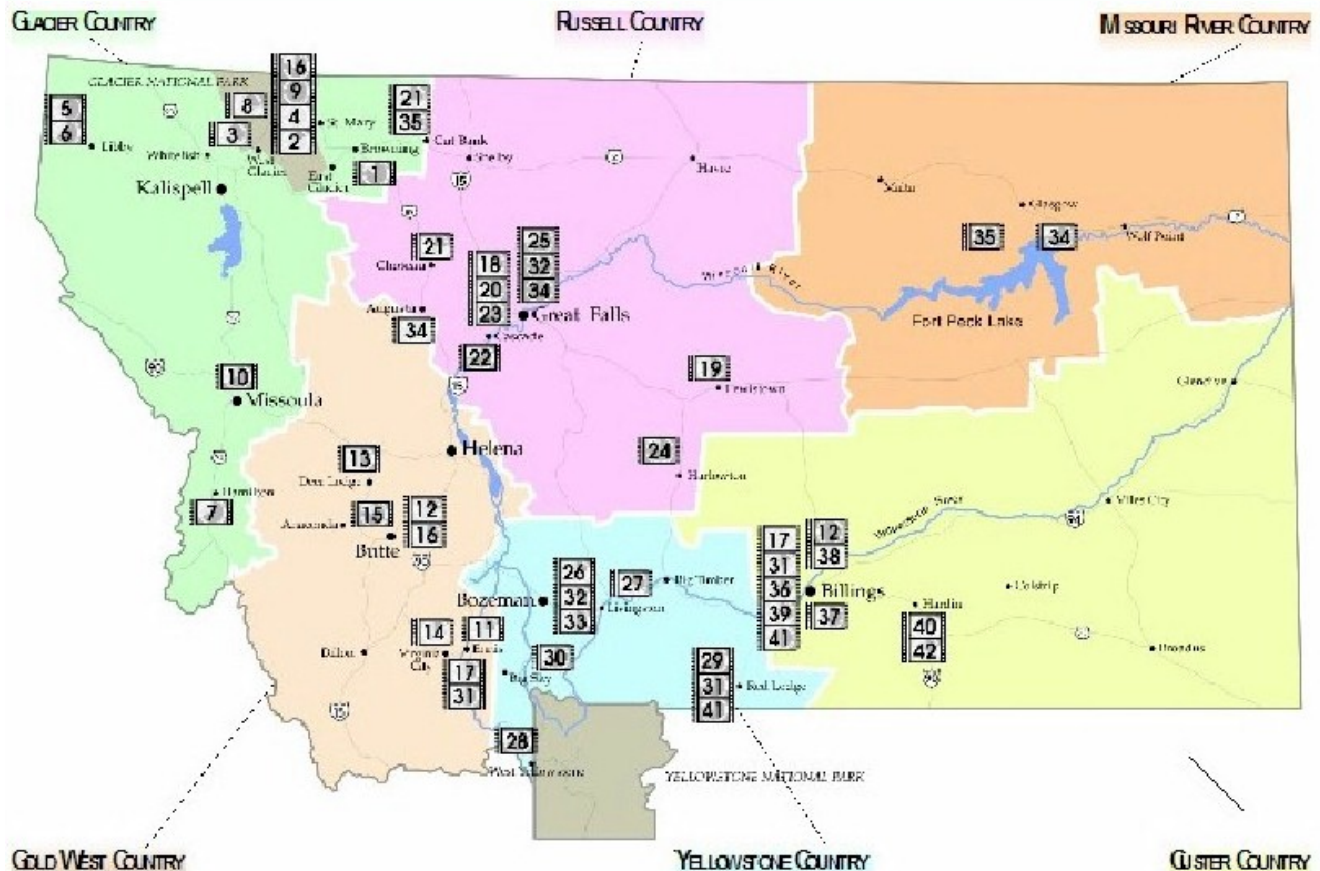 GLACIER COUNTRY
RUSSELL COUNTRY
MISSOURI RIVER COUNTRY
GLACIER NATIONAL PARK
16
9
4
2
5
6
8
3
21
35
1
St. Mary
Libby
Whitefish
West
Glacier
Browning
East
Glacier
Cut Bank
Shelby
Havre
Kalispell
15
Glasgow
35
34
Wolf Point
21
18
20
23
25
32
34
Augusta
34
Great Falls
Cascade
22
Missouri River
Fort Peck Lake
90
10
Missoula
15
19
Lewistown
Glendive
Helena
24
Harlowton
13
Deer Lodge
Hamilton
7
Anaconda
15
Butte
12
16
Miles City
94
17
31
36
39
41
12
38
Billings
37
26
32
33
Bozeman
27
Livingston
Big Timber
Colstrip
Hardin
40
42
90
Broadus
14
11
Virginia
City
Ennis
Dillon
17
31
30
Big Sky
29
31
41
Red Lodge
15
28
West Yellowstone
YELLOWSTONE NATIONAL PARK
GOLD WEST COUNTRY
YELLOWSTONE COUNTRY
CUSTER COUNTRY